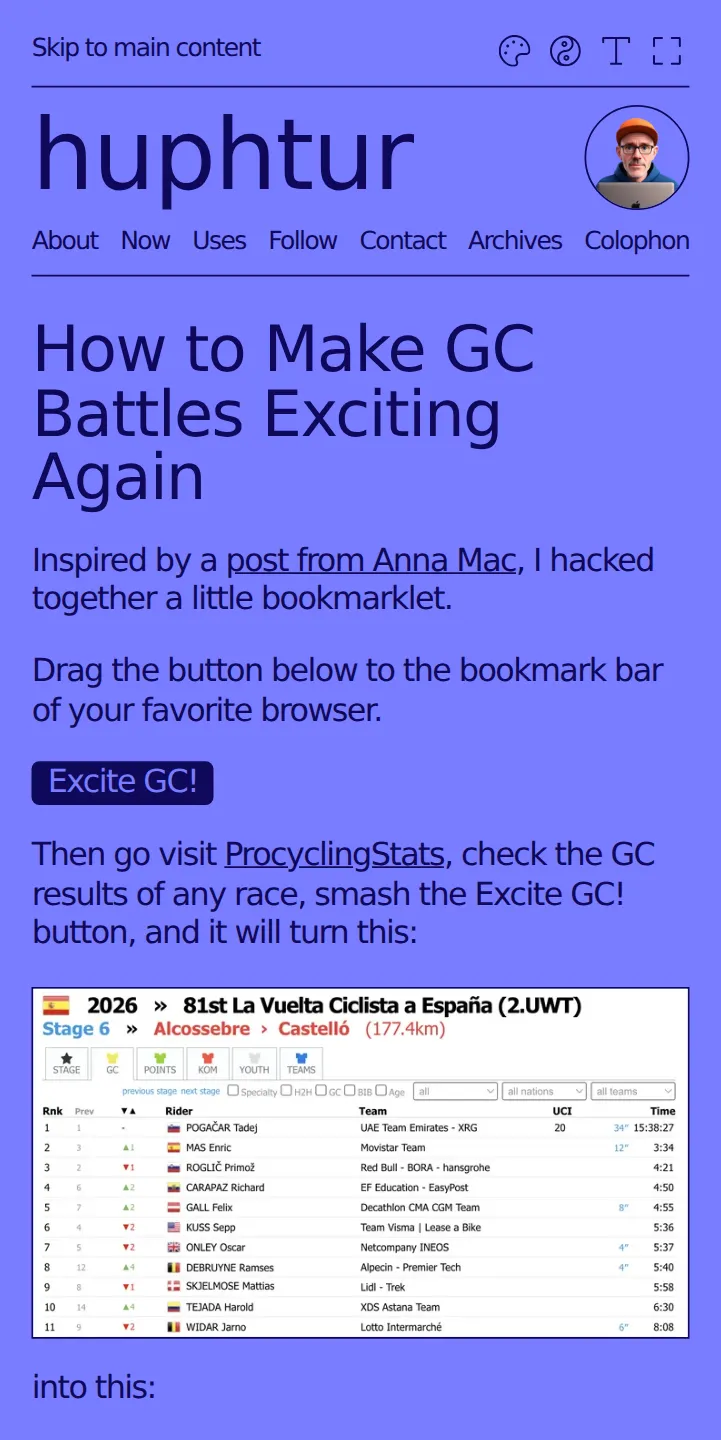 Skip to main content
huphtur
About Now Uses Follow Contact Archives Colophon
How to Make GC
Battles Exciting
Again
Inspired by a post from Anna Mac, I hacked
together a little bookmarklet.
Drag the button below to the bookmark bar
of your favorite browser.
Excite GC!
Then go visit ProcyclingStats, check the GC
results of any race, smash the Excite GC!
button, and it will turn this:
2026 » 81st La Vuelta Ciclista a España (2.UWT)
Stage 6 » Alcossebre › Castelló (177.4km)
STAGE GC POINTS KOM YOUTH TEAMS
previous stage next stage Specialty H2H GC BIB Age all all nations all teams
Rnk Prev ▼▲ Rider Team UCI Time
1 1 - POGAČAR Tadej UAE Team Emirates - XRG 20 34″ 15:38:27
2 3 ▲1 MAS Enric Movistar Team 12″ 3:34
3 2 ▼1 ROGLIČ Primož Red Bull - BORA - hansgrohe 4:21
4 6 ▲2 CARAPAZ Richard EF Education - EasyPost 4:50
5 7 ▲2 GALL Felix Decathlon CMA CGM Team 8″ 4:55
6 4 ▼2 KUSS Sepp Team Visma | Lease a Bike 5:36
7 5 ▼2 ONLEY Oscar Netcompany INEOS 4″ 5:37
8 12 ▲4 DEBRUYNE Ramses Alpecin - Premier Tech 4″ 5:40
9 8 ▼1 SKJELMOSE Mattias Lidl - Trek 5:58
10 14 ▲4 TEJADA Harold XDS Astana Team 6:30
11 9 ▼2 WIDAR Jarno Lotto Intermarché 6″ 8:08
into this: